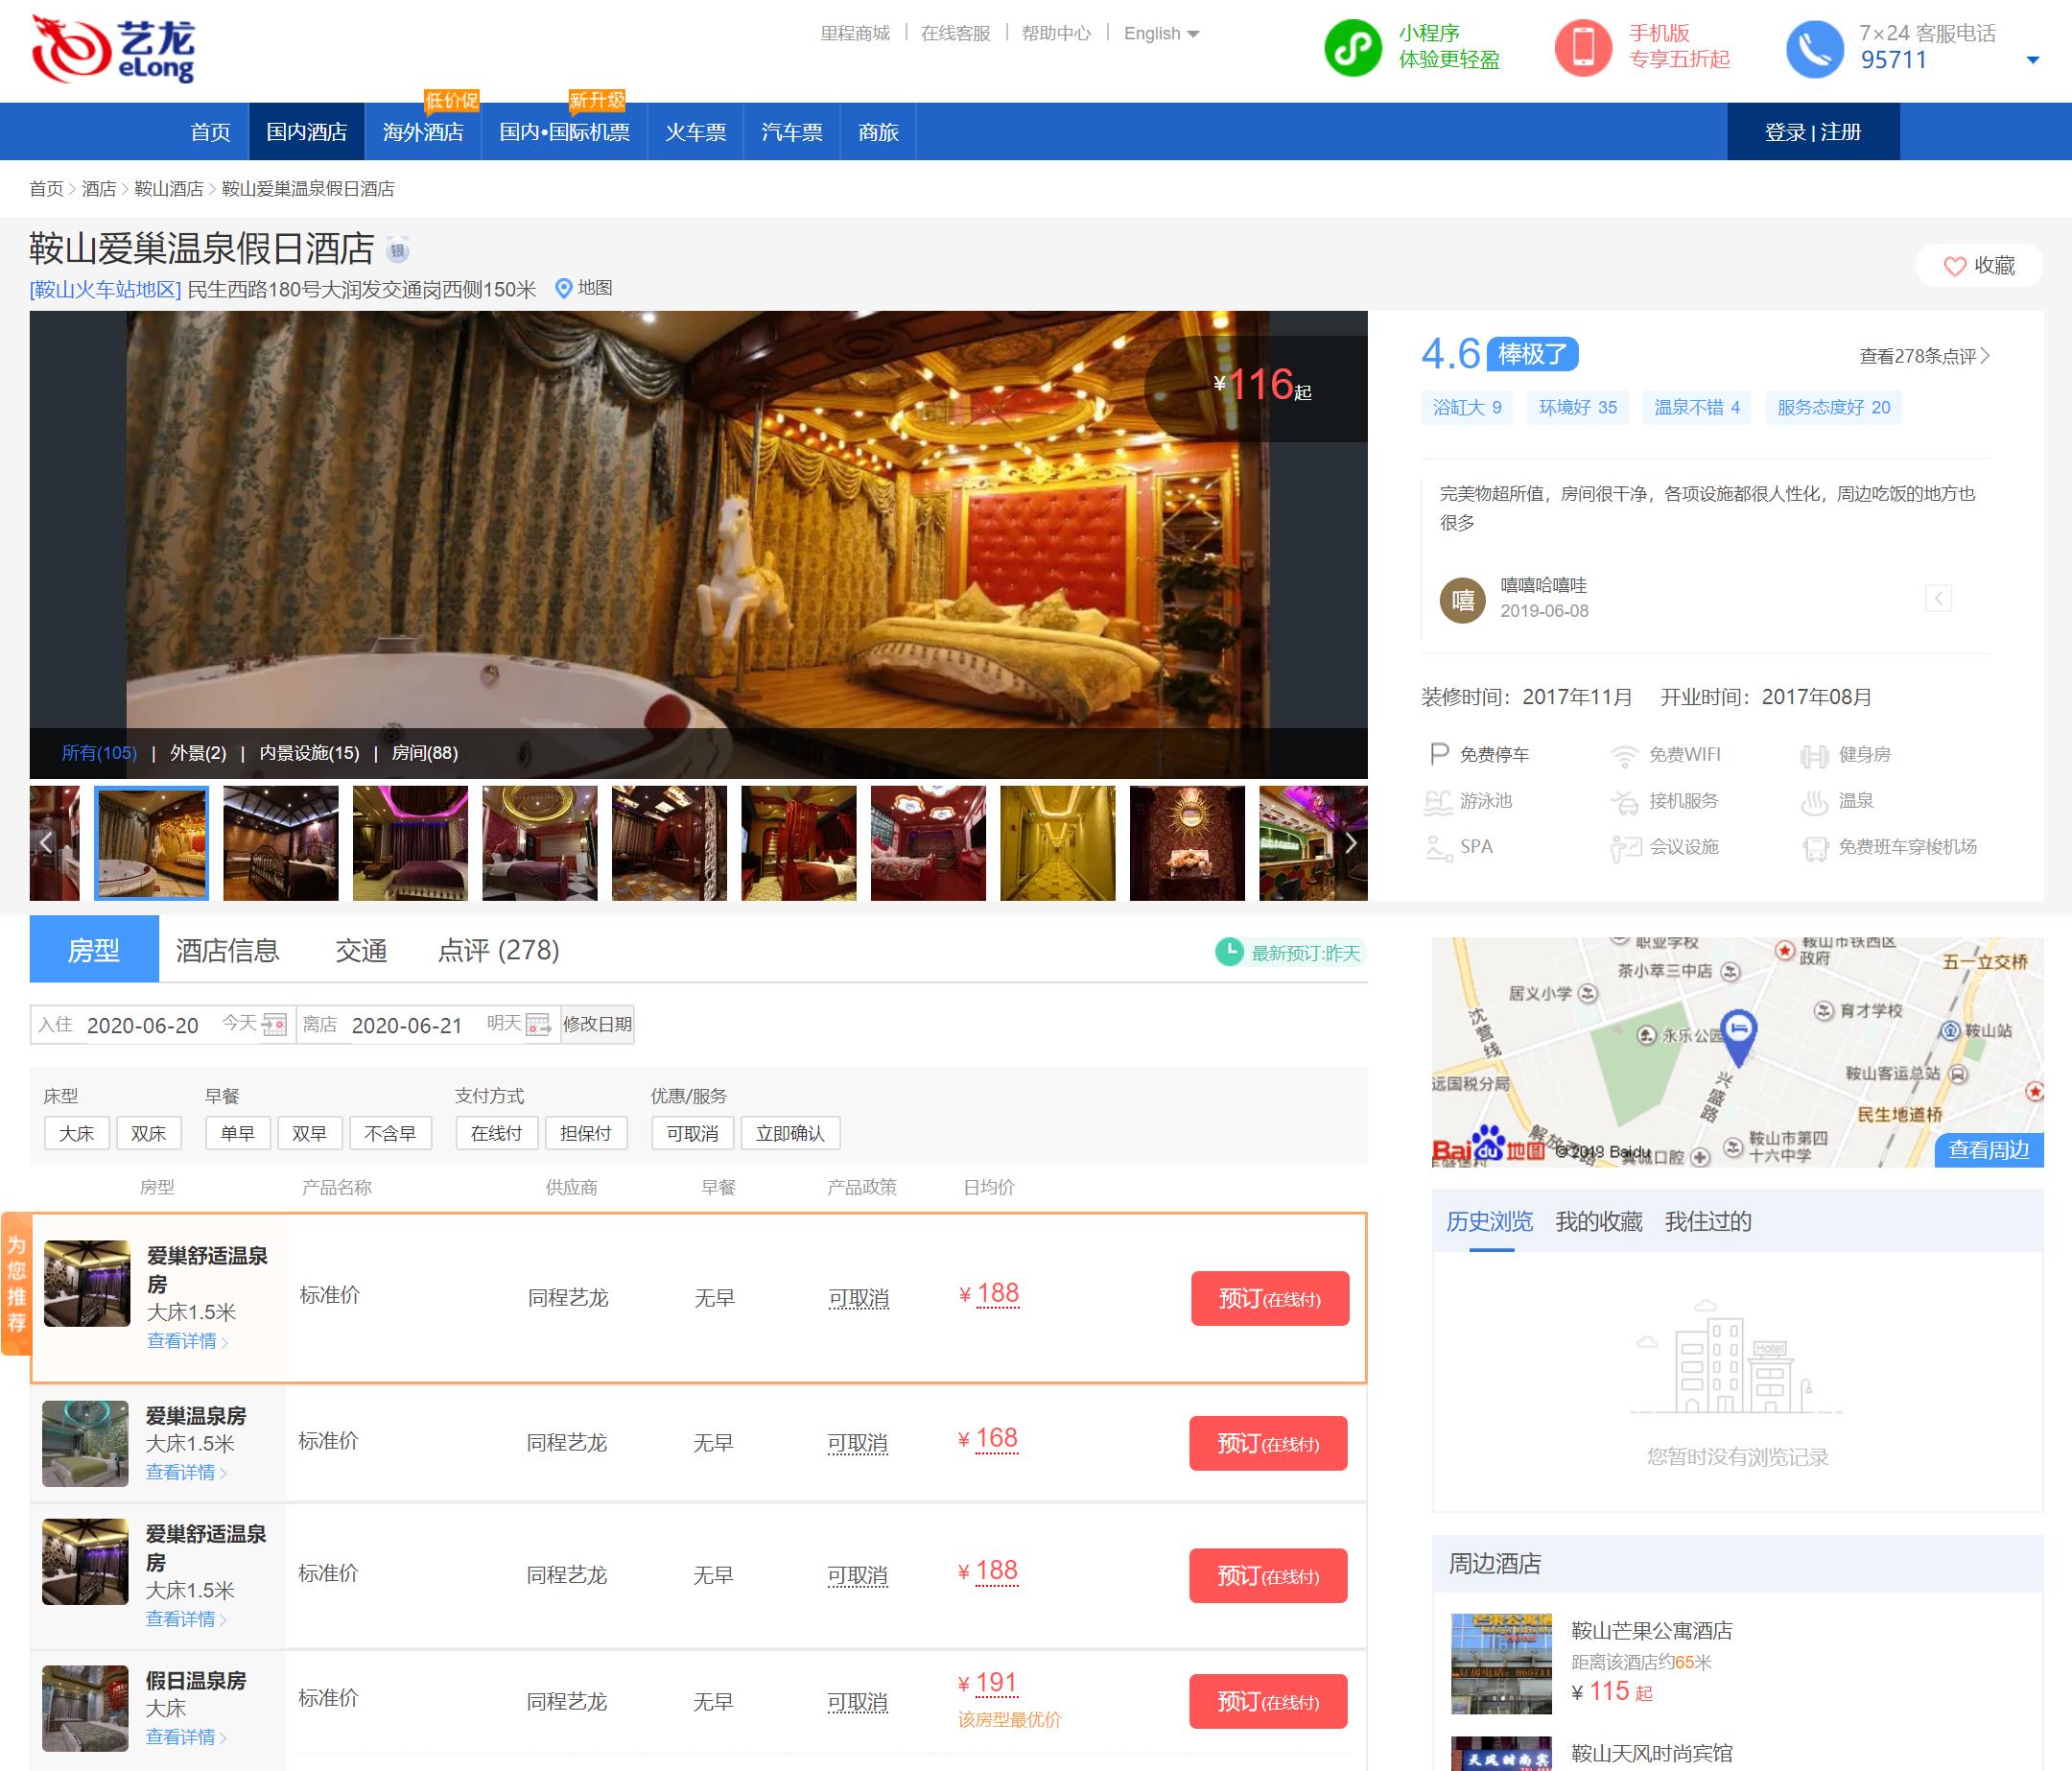 艺龙
eLong
里程商城
在线客服
帮助中心
English
小程序
体验更轻盈
手机版
专享五折起
7×24 客服电话
95711
低价促
新升级
首页
国内酒店
海外酒店
国内•国际机票
火车票
汽车票
商旅
登录 | 注册
首页 > 酒店 > 鞍山酒店 > 鞍山爱巢温泉假日酒店
鞍山爱巢温泉假日酒店
银
收藏
[鞍山火车站地区] 民生西路180号大润发交通岗西侧150米
地图
¥116起
所有(105) | 外景(2) | 内景设施(15) | 房间(88)
4.6
棒极了
查看278条点评
浴缸大 9
环境好 35
温泉不错 4
服务态度好 20
完美物超所值，房间很干净，各项设施都很人性化，周边吃饭的地方也
很多
嘻
嘻嘻哈嘻哇
2019-06-08
装修时间：2017年11月
开业时间：2017年08月
P 免费停车
免费WIFI
健身房
游泳池
接机服务
温泉
SPA
会议设施
免费班车穿梭机场
房型
酒店信息
交通
点评 (278)
最新预订:昨天
入住 2020-06-20 今天
离店 2020-06-21 明天
修改日期
床型
大床
双床
早餐
单早
双早
不含早
支付方式
在线付
担保付
优惠/服务
可取消
立即确认
房型
产品名称
供应商
早餐
产品政策
日均价
为您推荐
爱巢舒适温泉
房
大床1.5米
查看详情
标准价
同程艺龙
无早
可取消
¥ 188
预订(在线付)
爱巢温泉房
大床1.5米
查看详情
标准价
同程艺龙
无早
可取消
¥ 168
预订(在线付)
爱巢舒适温泉
房
大床1.5米
查看详情
标准价
同程艺龙
无早
可取消
¥ 188
预订(在线付)
假日温泉房
大床
查看详情
标准价
同程艺龙
无早
可取消
¥ 191
该房型最优价
预订(在线付)
职业学校
鞍山市铁西区
政府
茶小萃三中店
五一立交桥
居义小学
育才学校
沈营线
永乐公园
鞍山站
远国税分局
兴盛路
鞍山客运总站
民生地道桥
鞍山市第四
十六中学
Bai du 地图
查看周边
历史浏览
我的收藏
我住过的
Hotel
您暂时没有浏览记录
周边酒店
鞍山芒果公寓酒店
距离该酒店约65米
¥ 115 起
鞍山天风时尚宾馆